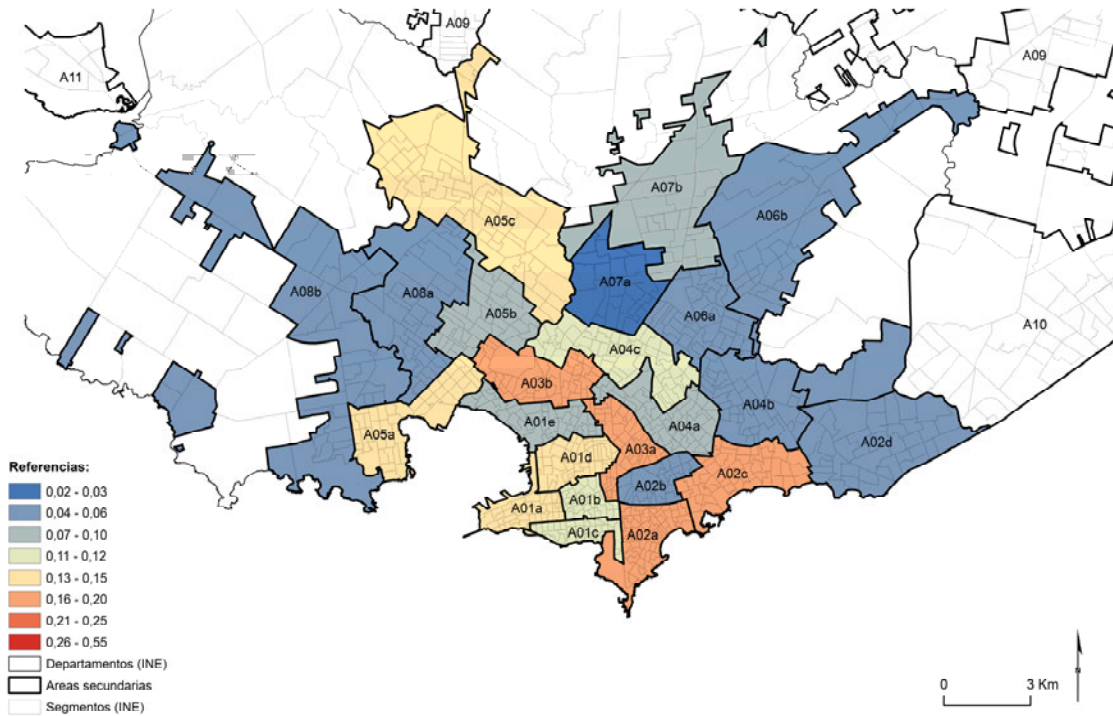 A09
A11
A09
A07b
A05c
A06b
A07a
A08b
A08a
A05b
A06a
A10
A04c
A03b
A04b
A01e
A04a
A05a
A02d
A03a
A01d
A02c
A02b
A01b
A01a
A01c
A02a
Referencias:
0,02 - 0,03
0,04 - 0,06
0,07 - 0,10
0,11 - 0,12
0,13 - 0,15
0,16 - 0,20
0,21 - 0,25
0,26 - 0,55
Departamentos (INE)
Areas secundarias
Segmentos (INE)
0 3 Km